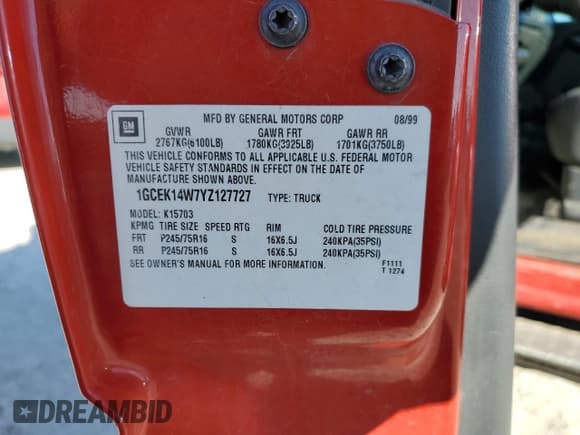 GM
MFD BY GENERAL MOTORS CORP 08/99
GVWR GAWR FRT GAWR RR
2767KG(6100LB) 1780KG(3925LB) 1701KG(3750LB)
THIS VEHICLE CONFORMS TO ALL APPLICABLE U.S. FEDERAL MOTOR
VEHICLE SAFETY STANDARDS IN EFFECT ON THE DATE OF
MANUFACTURE SHOWN ABOVE.
1GCEK14W7YZ127727 TYPE: TRUCK
MODEL: K15703
KPMG TIRE SIZE SPEED RTG RIM COLD TIRE PRESSURE
FRT P245/75R16 S 16X6.5J 240KPA(35PSI)
RR P245/75R16 S 16X6.5J 240KPA(35PSI)
SEE OWNER'S MANUAL FOR MORE INFORMATION.
F1111
T 1274
DREAMBID